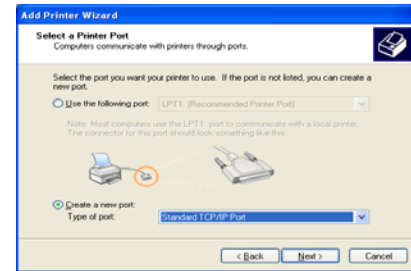 Add Printer Wizard
Select a Printer Port
Computers communicate with printers through ports.
Select the port you want your printer to use. If the port is not listed, you can create a
new port.
Use the following port: LPT1: (Recommended Printer Port)
Note: Most computers use the LPT1: port to communicate with a local printer.
The connector for this port should look something like this:
Create a new port:
Type of port: Standard TCP/IP Port
< Back Next > Cancel